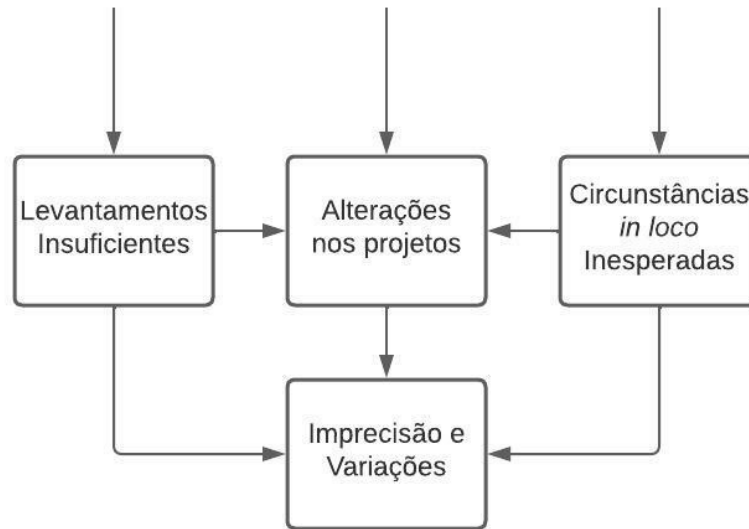 Levantamentos
Insuficientes
Alterações
nos projetos
Circunstâncias
in loco
Inesperadas
Imprecisão e
Variações